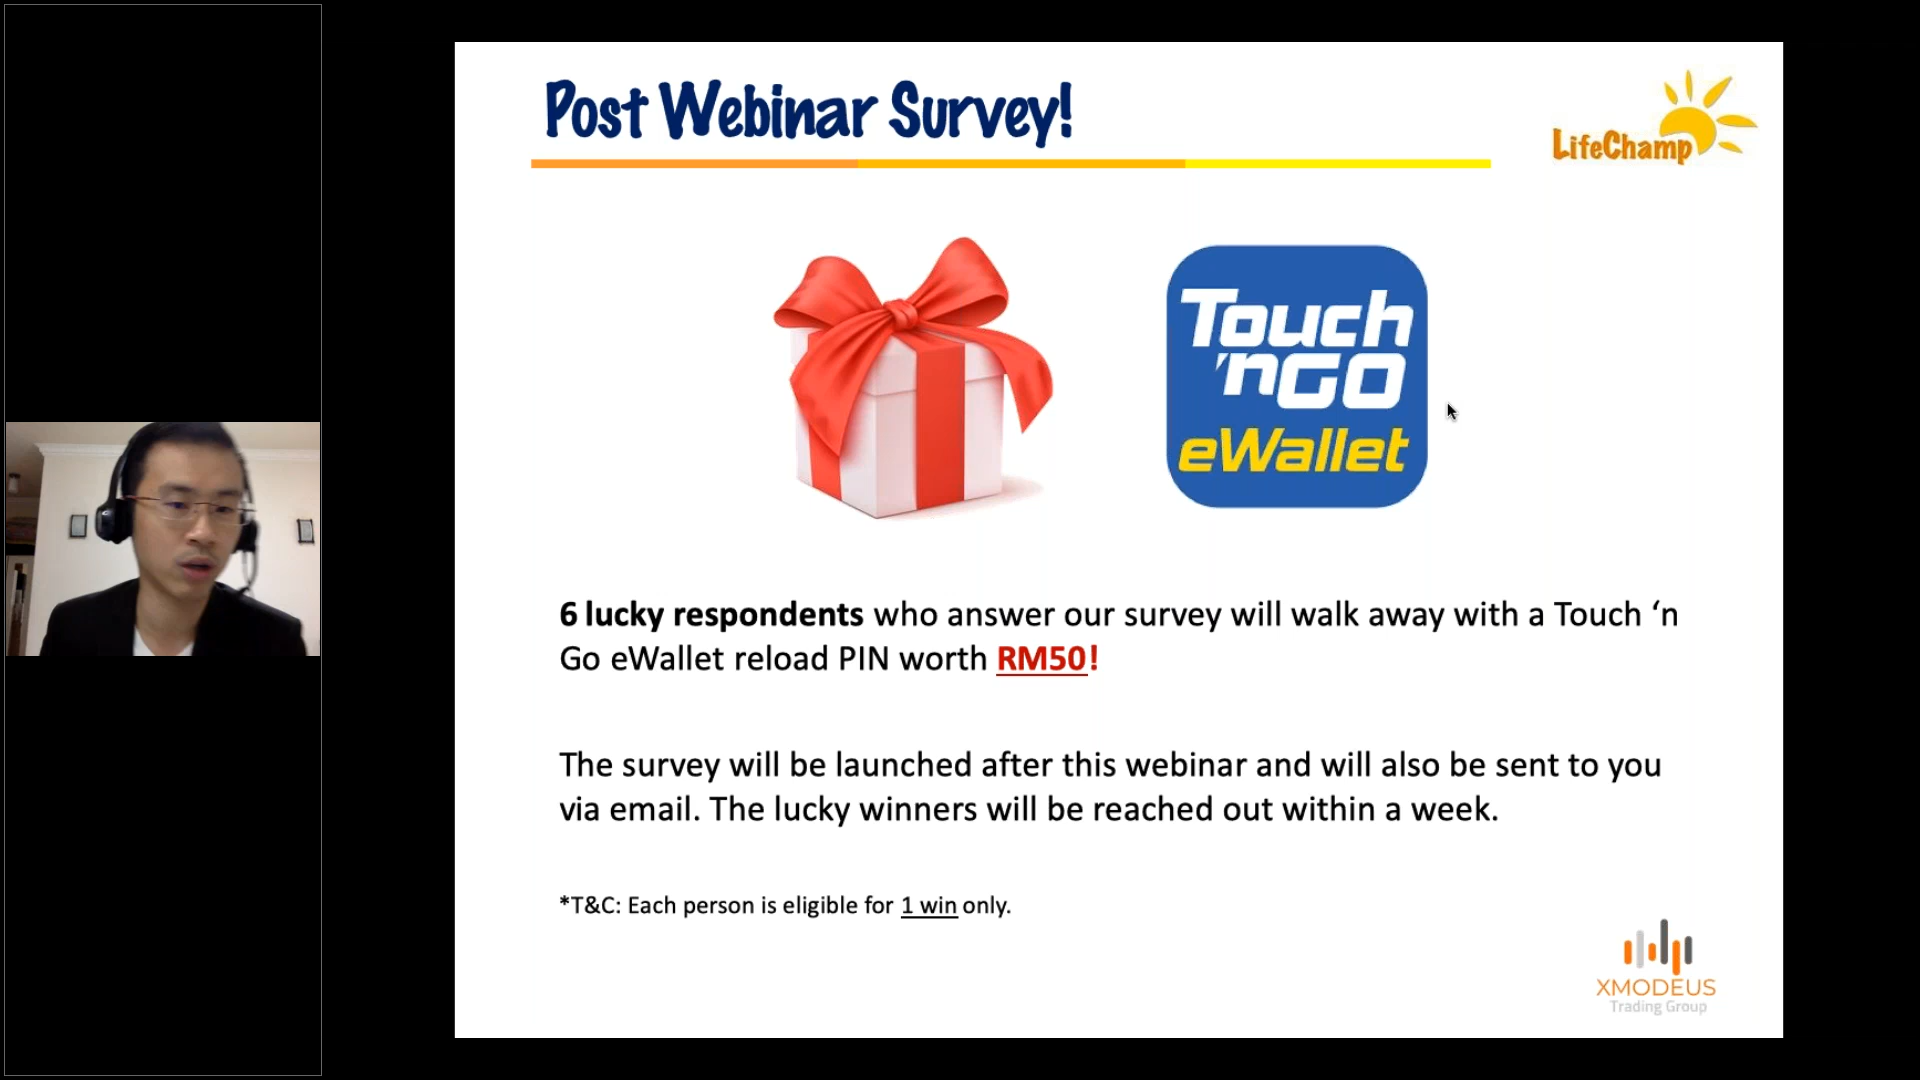 Post Webinar Survey!
LifeChamp
Touch
'nGO
eWallet
6 lucky respondents who answer our survey will walk away with a Touch ‘n
Go eWallet reload PIN worth RM50!
The survey will be launched after this webinar and will also be sent to you
via email. The lucky winners will be reached out within a week.
*T&C: Each person is eligible for 1 win only.
XMODEUS
Trading Group